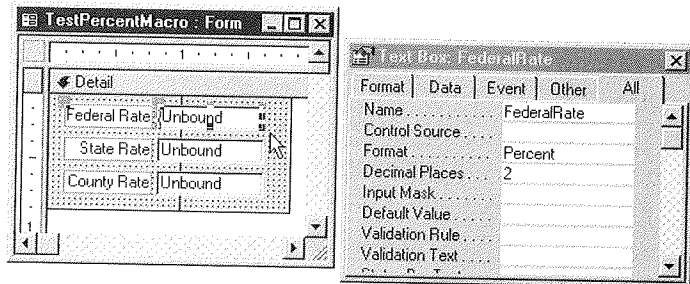 TestPercentMacro : Form
Detail
Federal Rate: Unbound
State Rate: Unbound
County Rate: Unbound
1
Text Box: FederalRate
Format Data Event Other All
Name . . . . . . . . . . . FederalRate
Control Source . . . .
Format . . . . . . . . . . Percent
Decimal Places . . . . 2
Input Mask . . . . . . .
Default Value . . . . .
Validation Rule . . . .
Validation Text . . . .